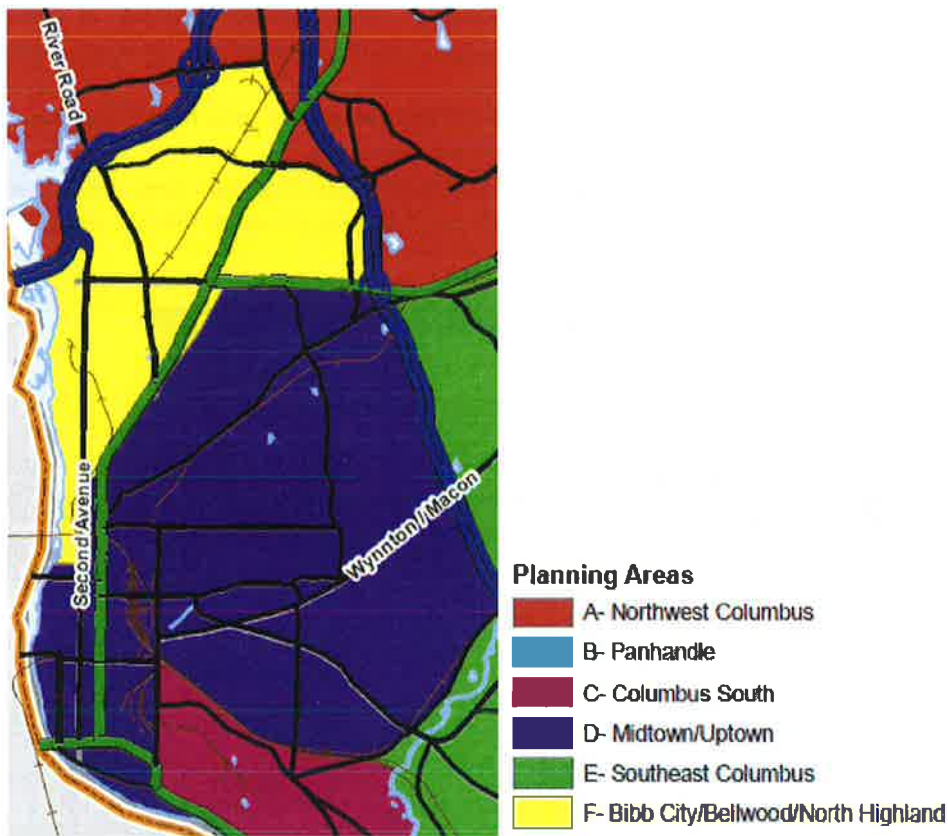 River Road
Second Avenue
Wynnton / Macon
Planning Areas
A- Northwest Columbus
B- Panhandle
C- Columbus South
D- Midtown/Uptown
E- Southeast Columbus
F- Bibb City/Bellwood/North Highland